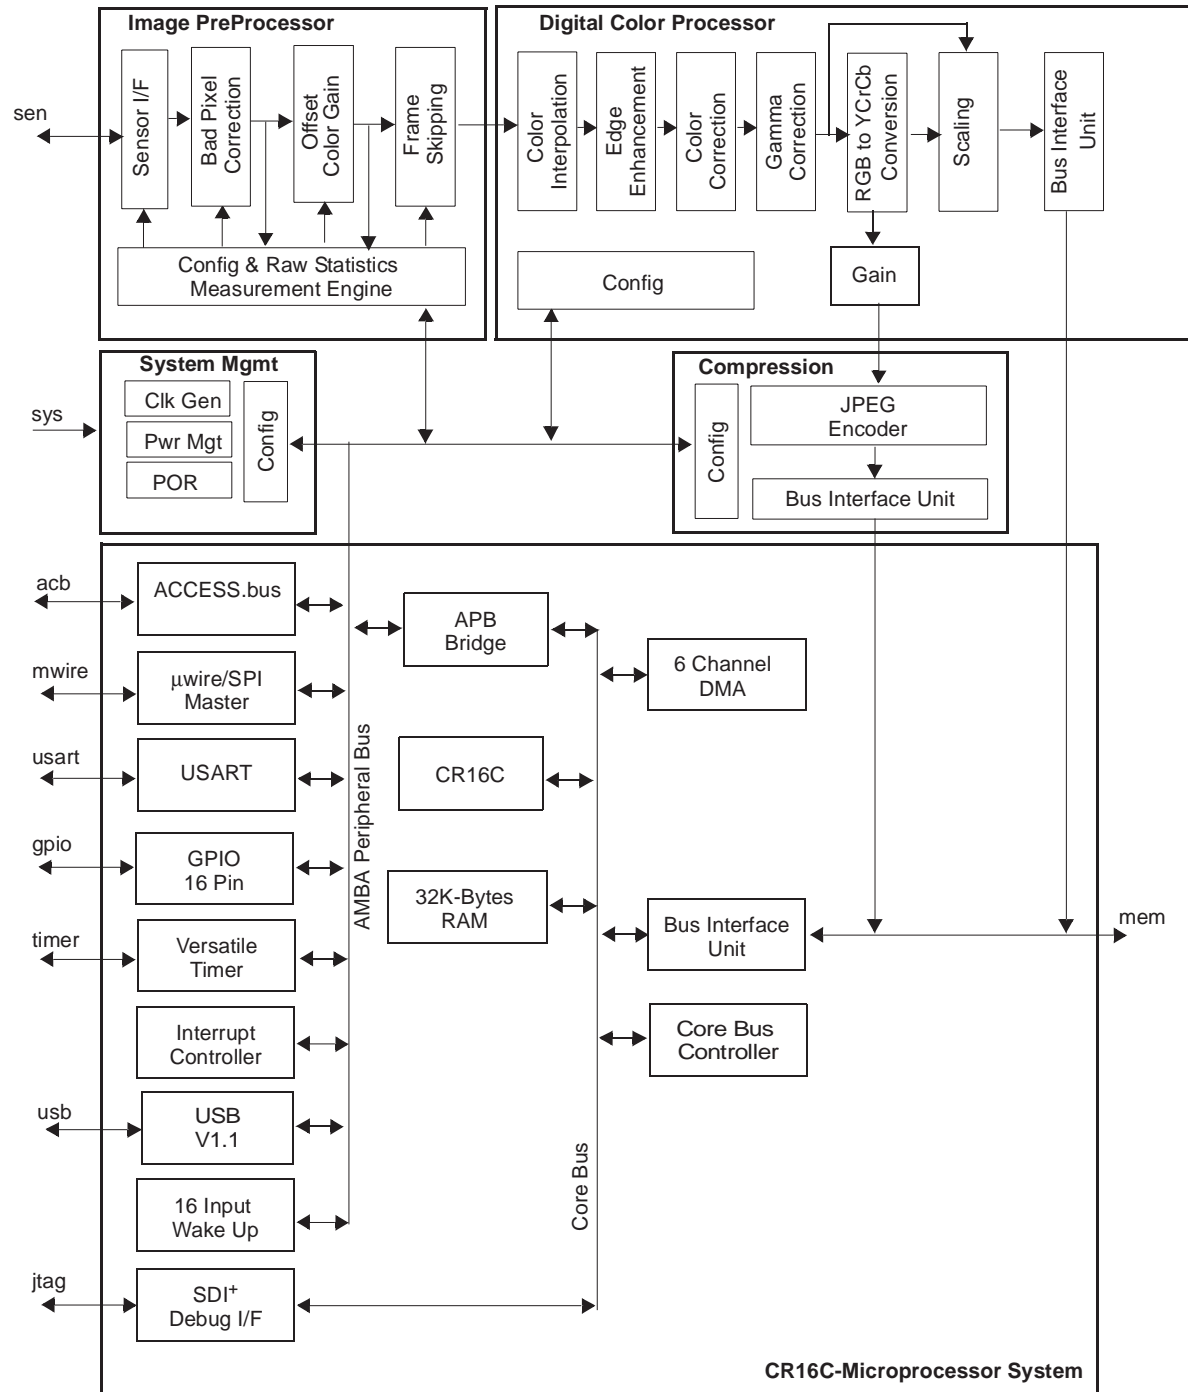 Image PreProcessor
Digital Color Processor
sen
Sensor I/F
Bad Pixel
Correction
Offset
Color Gain
Frame
Skipping
Color
Interpolation
Edge
Enhancement
Color
Correction
Gamma
Correction
RGB to YCrCb
Conversion
Scaling
Bus Interface
Unit
Config & Raw Statistics
Measurement Engine
Config
Gain
System Mgmt
Clk Gen
Pwr Mgt
POR
Config
sys
Compression
Config
JPEG
Encoder
Bus Interface Unit
acb
ACCESS.bus
mwire
µwire/SPI
Master
usart
USART
gpio
GPIO
16 Pin
timer
Versatile
Timer
Interrupt
Controller
usb
USB
V1.1
16 Input
Wake Up
jtag
SDI+
Debug I/F
AMBA Peripheral Bus
APB
Bridge
CR16C
32K-Bytes
RAM
Core Bus
6 Channel
DMA
Bus Interface
Unit
mem
Core Bus
Controller
CR16C-Microprocessor System